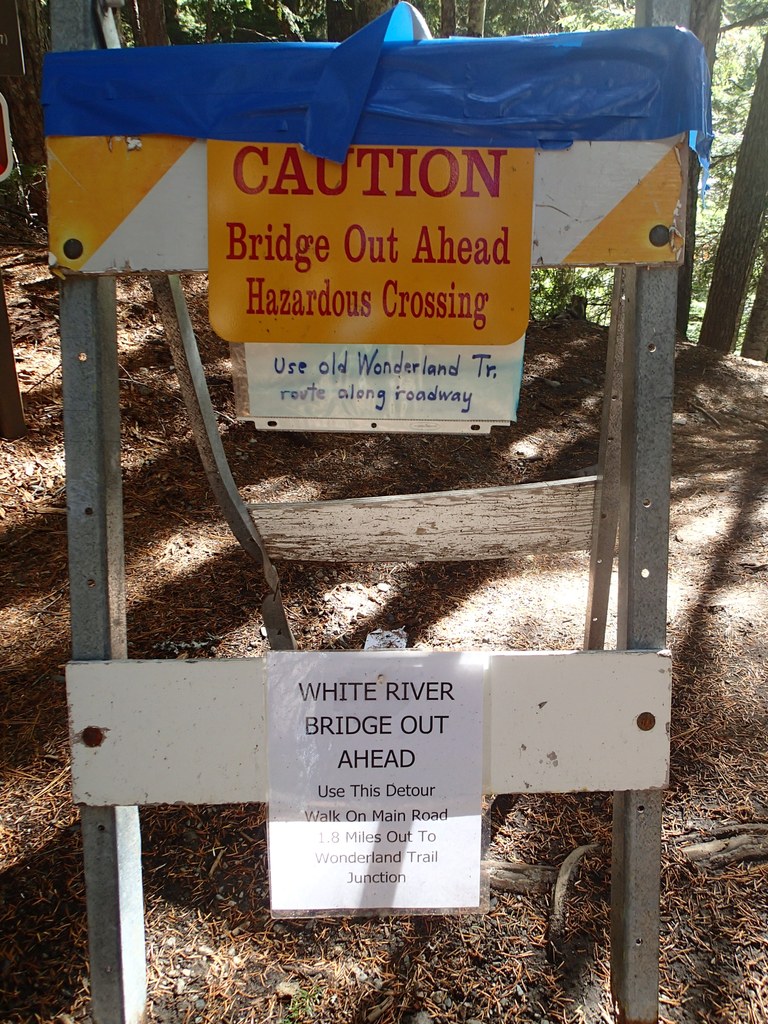 CAUTION
Bridge Out Ahead
Hazardous Crossing
Use old Wonderland Tr.
route along roadway
WHITE RIVER
BRIDGE OUT
AHEAD
Use This Detour
Walk On Main Road
1.8 Miles Out To
Wonderland Trail
Junction